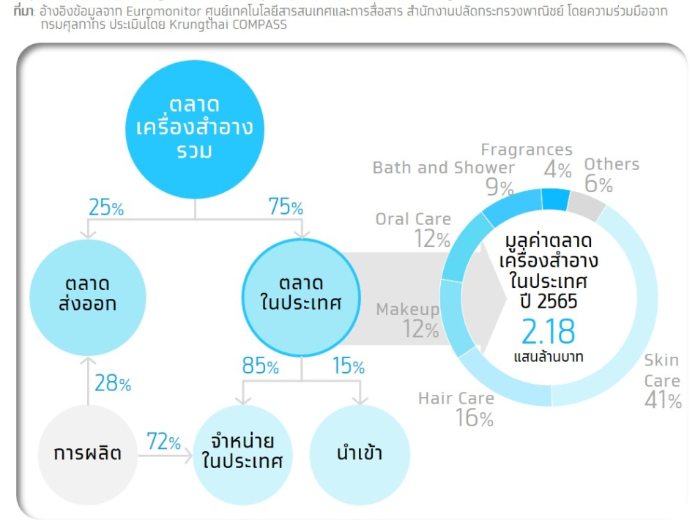 ที่มา: อ้างอิงข้อมูลจาก Euromonitor ศูนย์เทคโนโลยีสารสนเทศและการสื่อสาร สำนักงานปลัดกระทรวงพาณิชย์ โดยความร่วมมือจาก
กรมศุลกากร ประเมินโดย Krungthai COMPASS
ตลาด
เครื่องสำอาง
รวม
25%
75%
ตลาด
ส่งออก
ตลาด
ในประเทศ
28%
85%
15%
การผลิต
72%
จำหน่าย
ในประเทศ
นำเข้า
Fragrances
4%
Others
6%
Bath and Shower
9%
Oral Care
12%
Makeup
12%
Hair Care
16%
Skin
Care
41%
มูลค่าตลาด
เครื่องสำอาง
ในประเทศ
ปี 2565
2.18
แสนล้านบาท